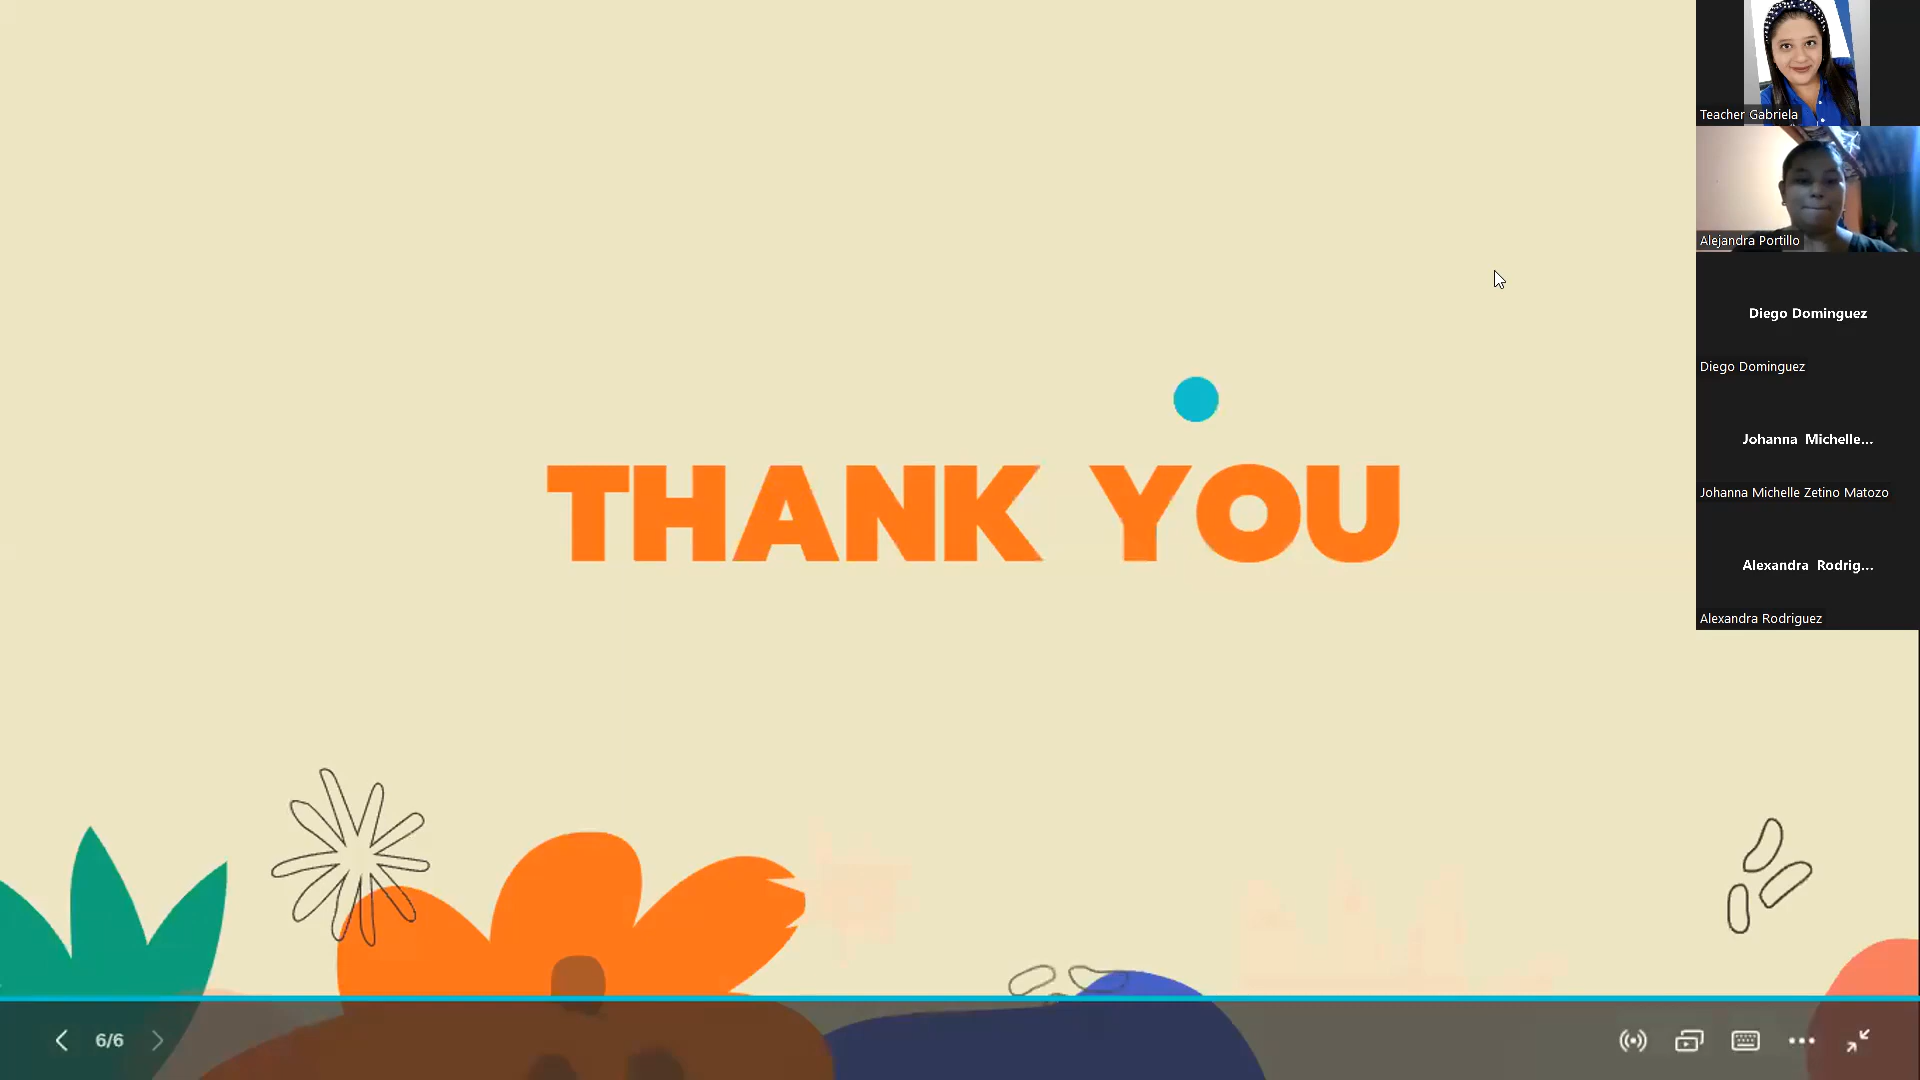 THANK YOU
Teacher Gabriela
Alejandra Portillo
Diego Dominguez
Diego Dominguez
Johanna Michelle...
Johanna Michelle Zetino Matozo
Alexandra Rodrig...
Alexandra Rodriguez
6/6